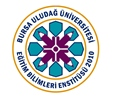 BURSA ULUDAĞ ÜNİVERSİTESİ
EĞİTİM BİLİMLERİ ENSTİTÜSÜ 2010